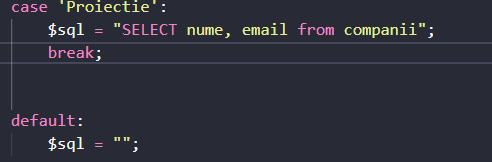 case 'Proiectie':
$sql = "SELECT nume, email from companii";
break;
default:
$sql = "";